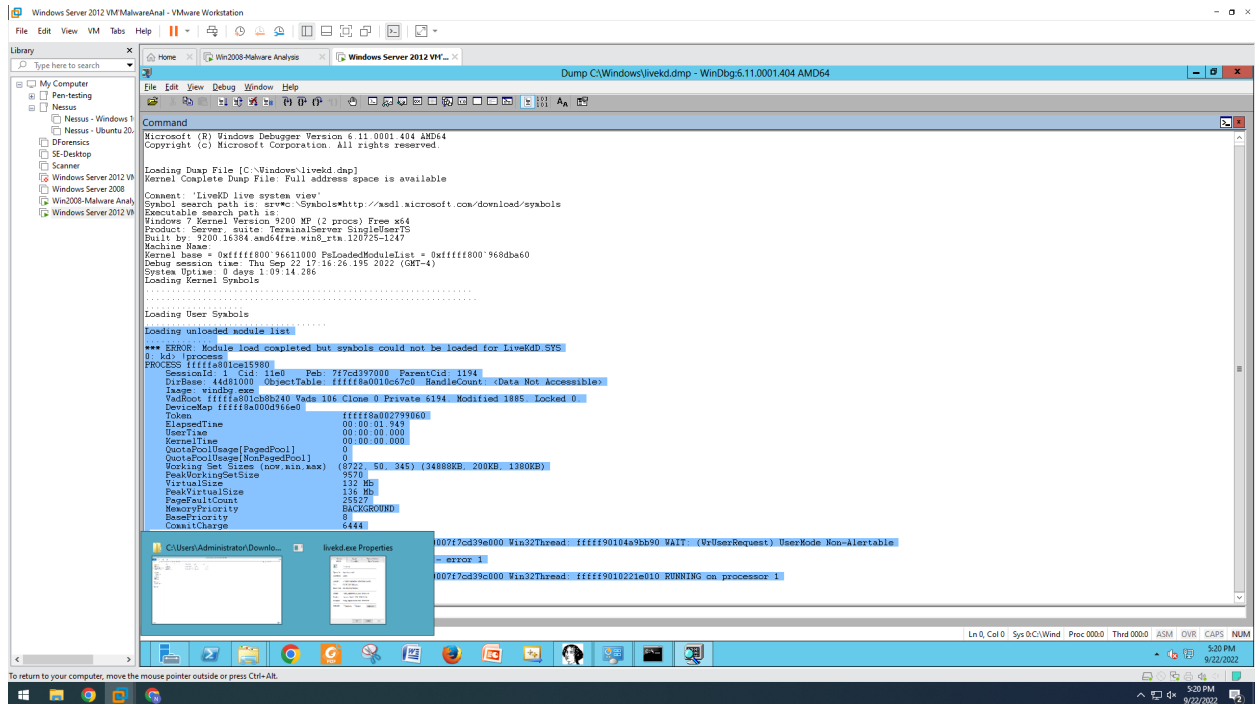 Windows Server 2012 VM'MalwareAnal - VMware Workstation
File Edit View VM Tabs Help
Library
Type here to search
My Computer
Pen-testing
Nessus
Nessus - Windows 1
Nessus - Ubuntu 20.
DForensics
SE-Desktop
Scanner
Windows Server 2012 VM
Windows Server 2008
Win2008-Malware Analy
Windows Server 2012 VM
Home
Win2008-Malware Analysis
Windows Server 2012 VM'...
Dump C:\Windows\livekd.dmp - WinDbg:6.11.0001.404 AMD64
File Edit View Debug Window Help
Command
Microsoft (R) Windows Debugger Version 6.11.0001.404 AMD64
Copyright (c) Microsoft Corporation. All rights reserved.
Loading Dump File [C:\Windows\livekd.dmp]
Kernel Complete Dump File: Full address space is available
Comment: 'LiveKD live system view'
Symbol search path is: srv*c:\Symbols*http://msdl.microsoft.com/download/symbols
Executable search path is:
Windows 7 Kernel Version 9200 MP (2 procs) Free x64
Product: Server, suite: TerminalServer SingleUserTS
Built by: 9200.16384.amd64fre.win8_rtm.120725-1247
Machine Name:
Kernel base = 0xfffff800`96611000 PsLoadedModuleList = 0xfffff800`968dba60
Debug session time: Thu Sep 22 17:16:26.195 2022 (GMT-4)
System Uptime: 0 days 1:09:14.286
Loading Kernel Symbols
Loading User Symbols
Loading unloaded module list
*** ERROR: Module load completed but symbols could not be loaded for LiveKdD.SYS
0: kd> !process
PROCESS fffffa801ce15980
SessionId: 1 Cid: 11e0 Peb: 7f7cd397000 ParentCid: 1194
DirBase: 44d81000 ObjectTable: fffff8a0010c67c0 HandleCount: <Data Not Accessible>
Image: windbg.exe
VadRoot fffffa801cb8b240 Vads 106 Clone 0 Private 6194. Modified 1885. Locked 0.
DeviceMap fffff8a000d966e0
Token fffff8a002799060
ElapsedTime 00:00:01.949
UserTime 00:00:00.000
KernelTime 00:00:00.000
QuotaPoolUsage[PagedPool] 0
QuotaPoolUsage[NonPagedPool] 0
Working Set Sizes (now,min,max) (8722, 50, 345) (34888KB, 200KB, 1380KB)
PeakWorkingSetSize 9570
VirtualSize 132 Mb
PeakVirtualSize 136 Mb
PageFaultCount 25527
MemoryPriority BACKGROUND
BasePriority 8
CommitCharge 6444
007f7cd39e000 Win32Thread: fffff90104a9bb90 WAIT: (WrUserRequest) UserMode Non-Alertable
- error 1
007f7cd39c000 Win32Thread: fffff9010221e010 RUNNING on processor 1
C:\Users\Administrator\Downlo...
livekd.exe Properties
Ln 0, Col 0 Sys 0:C:\Wind Proc 000:0 Thrd 000:0 ASM OVR CAPS NUM
5:20 PM
9/22/2022
To return to your computer, move the mouse pointer outside or press Ctrl+Alt.
5:20 PM
9/22/2022